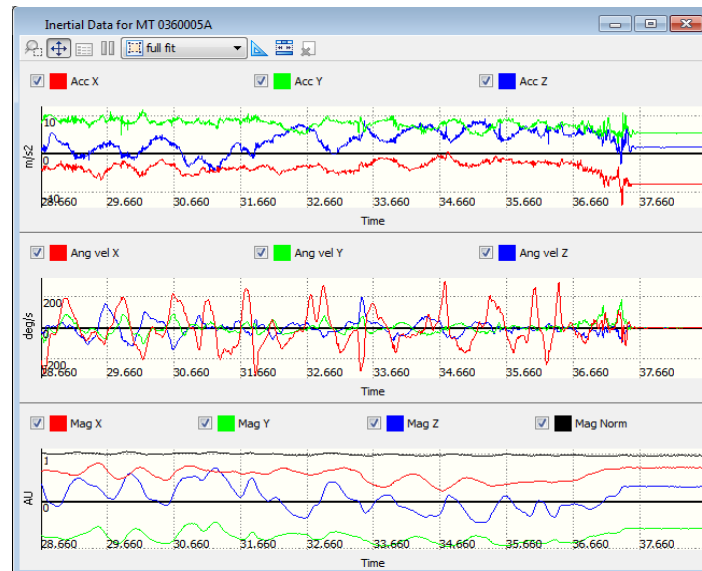 Inertial Data for MT 0360005A
full fit
Acc X Acc Y Acc Z
10
0
-10
m/s2
28.660 29.660 30.660 31.660 32.660 33.660 34.660 35.660 36.660 37.660
Time
Ang vel X Ang vel Y Ang vel Z
200
deg/s
-200
28.660 29.660 30.660 31.660 32.660 33.660 34.660 35.660 36.660 37.660
Time
Mag X Mag Y Mag Z Mag Norm
1
0
AU
28.660 29.660 30.660 31.660 32.660 33.660 34.660 35.660 36.660 37.660
Time